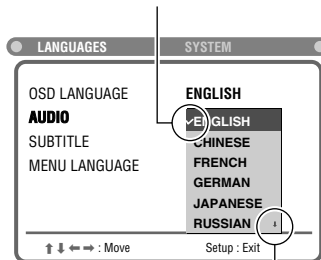 LANGUAGES SYSTEM
OSD LANGUAGE ENGLISH
AUDIO ✓ENGLISH
SUBTITLE CHINESE
MENU LANGUAGE FRENCH
GERMAN
JAPANESE
RUSSIAN ↓
↑↓←→ : Move Setup : Exit